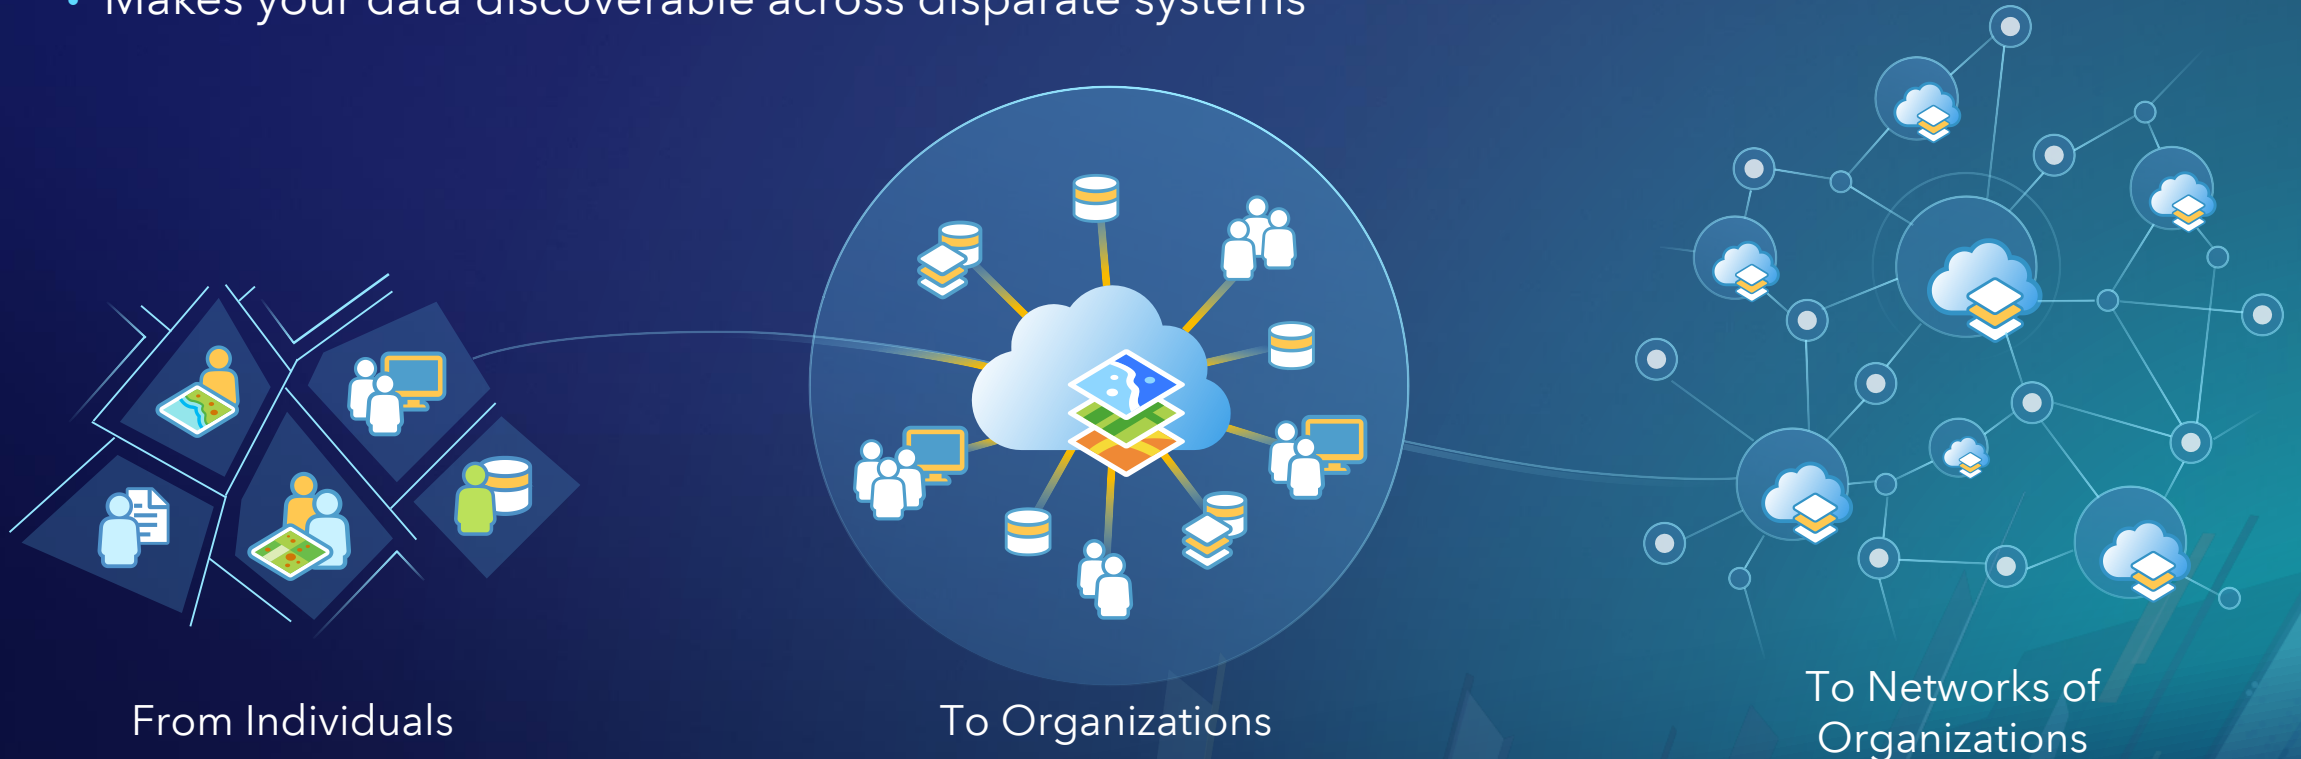 • Makes your data discoverable across disparate systems
From Individuals
To Organizations
To Networks of
Organizations